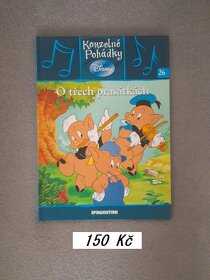 Kouzelné
Pohádky
Disney
26
O třech prasátkách
DeAGOSTINI
150 Kč